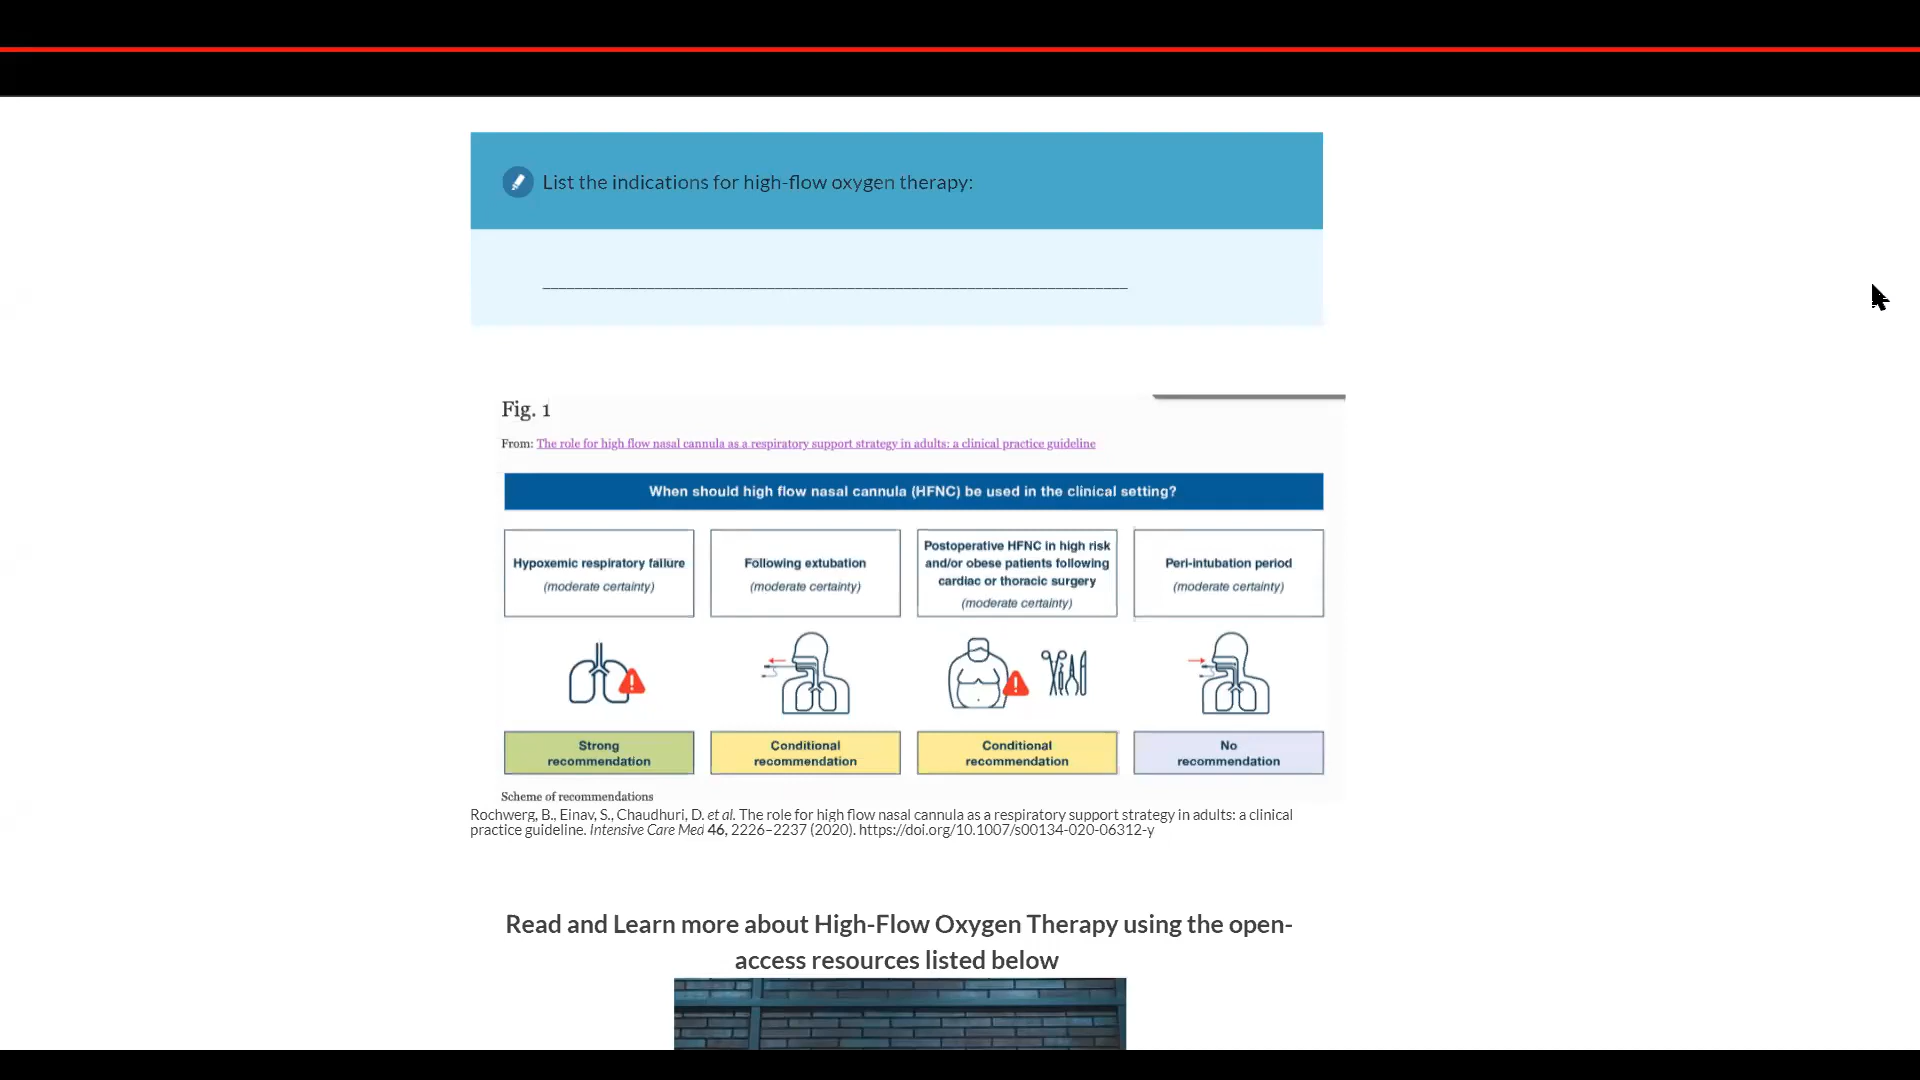 List the indications for high-flow oxygen therapy:
_________________________________________________________________
Fig. 1
From: The role for high flow nasal cannula as a respiratory support strategy in adults: a clinical practice guideline
When should high flow nasal cannula (HFNC) be used in the clinical setting?
Hypoxemic respiratory failure
(moderate certainty)
Following extubation
(moderate certainty)
Postoperative HFNC in high risk
and/or obese patients following
cardiac or thoracic surgery
(moderate certainty)
Peri-intubation period
(moderate certainty)
Strong
recommendation
Conditional
recommendation
Conditional
recommendation
No
recommendation
Scheme of recommendations
Rochwerg, B., Einav, S., Chaudhuri, D. et al. The role for high flow nasal cannula as a respiratory support strategy in adults: a clinical
practice guideline. Intensive Care Med 46, 2226–2237 (2020). https://doi.org/10.1007/s00134-020-06312-y
Read and Learn more about High-Flow Oxygen Therapy using the open-
access resources listed below